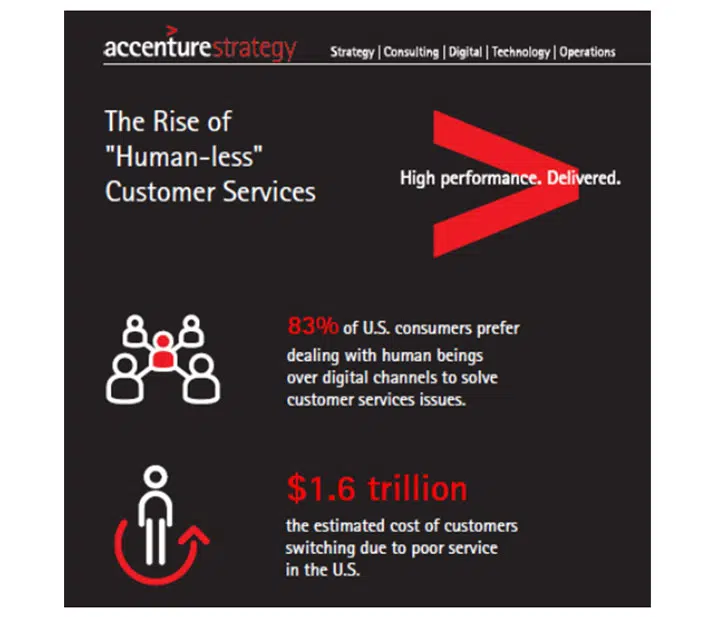 accenturestrategy
Strategy | Consulting | Digital | Technology | Operations
The Rise of
"Human-less"
Customer Services
High performance. Delivered.
83% of U.S. consumers prefer
dealing with human beings
over digital channels to solve
customer services issues.
$1.6 trillion
the estimated cost of customers
switching due to poor service
in the U.S.